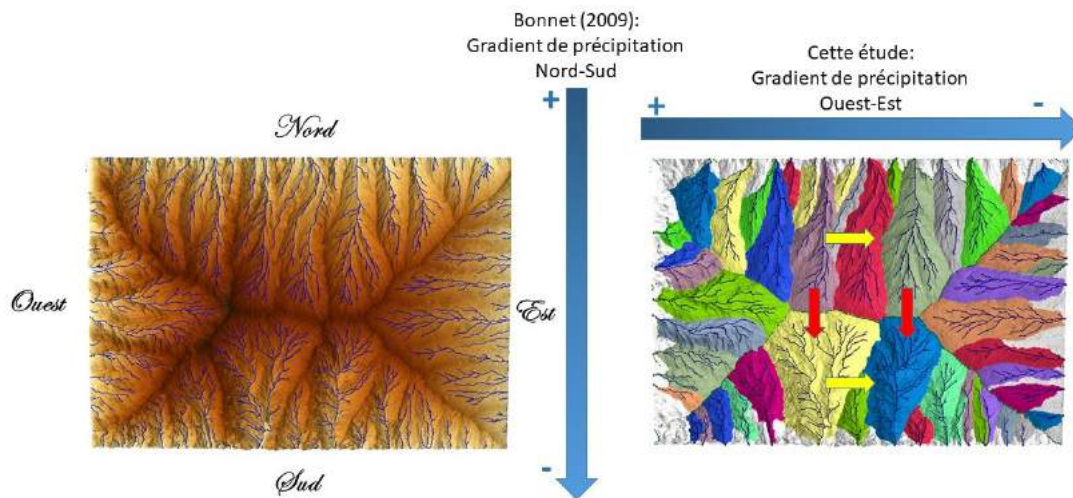 Bonnet (2009):
Gradient de précipitation
Nord-Sud
Cette étude:
Gradient de précipitation
Ouest-Est
+
+
-
Nord
Ouest
Est
-
Sud